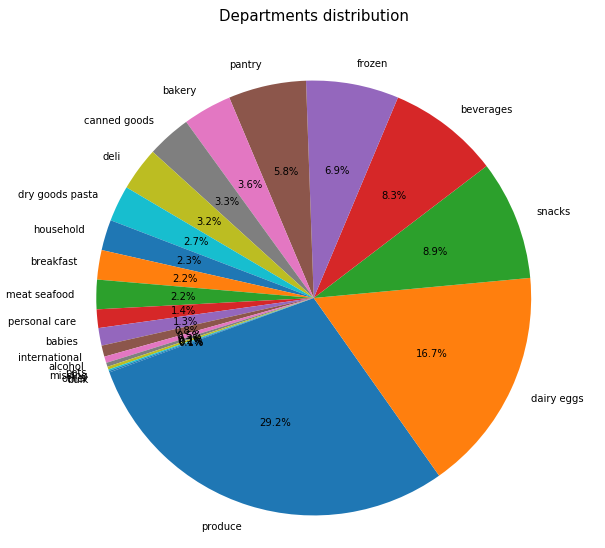 Departments distribution
frozen
pantry
beverages
bakery
canned goods
deli
dry goods pasta
household
breakfast
meat seafood
personal care
babies
international
alcohol
snacks
dairy eggs
produce
6.9%
5.8%
8.3%
3.6%
3.3%
3.2%
2.7%
2.3%
2.2%
2.2%
1.4%
1.3%
0.8%
0.1%
8.9%
16.7%
29.2%